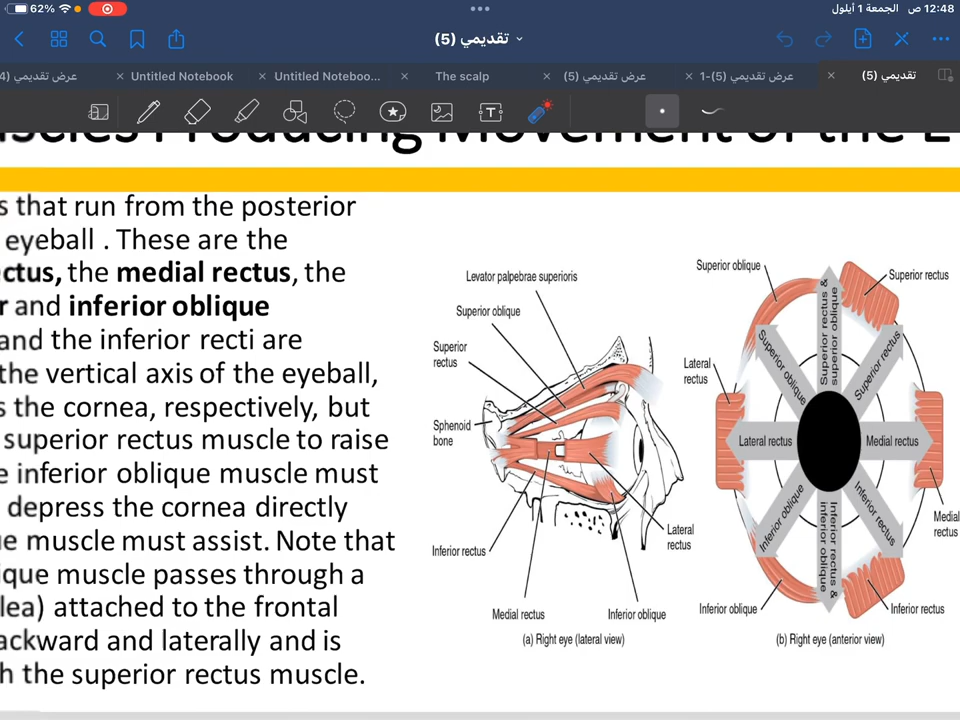 62%
12:48 ص الجمعة 1 أيلول
تقديمي (5)
عرض تقديمي (4
Untitled Notebook
Untitled Noteboo...
The scalp
عرض تقديمي (5)
عرض تقديمي (5)-1
تقديمي (5)
Producing Movement of the E
s that run from the posterior
eyeball . These are the
ctus, the medial rectus, the
r and inferior oblique
and the inferior recti are
the vertical axis of the eyeball,
s the cornea, respectively, but
superior rectus muscle to raise
e inferior oblique muscle must
depress the cornea directly
ue muscle must assist. Note that
ique muscle passes through a
lea) attached to the frontal
ackward and laterally and is
h the superior rectus muscle.
Levator palpebrae superioris
Superior oblique
Superior
rectus
Sphenoid
bone
Inferior rectus
Medial rectus
Inferior oblique
Lateral
rectus
(a) Right eye (lateral view)
Superior oblique
Superior rectus
Lateral
rectus
Superior oblique
Superior rectus &
superior oblique
Superior rectus
Lateral rectus
Medial rectus
Inferior oblique
Inferior rectus &
inferior oblique
Inferior rectus
Medial
rectus
Inferior oblique
Inferior rectus
(b) Right eye (anterior view)